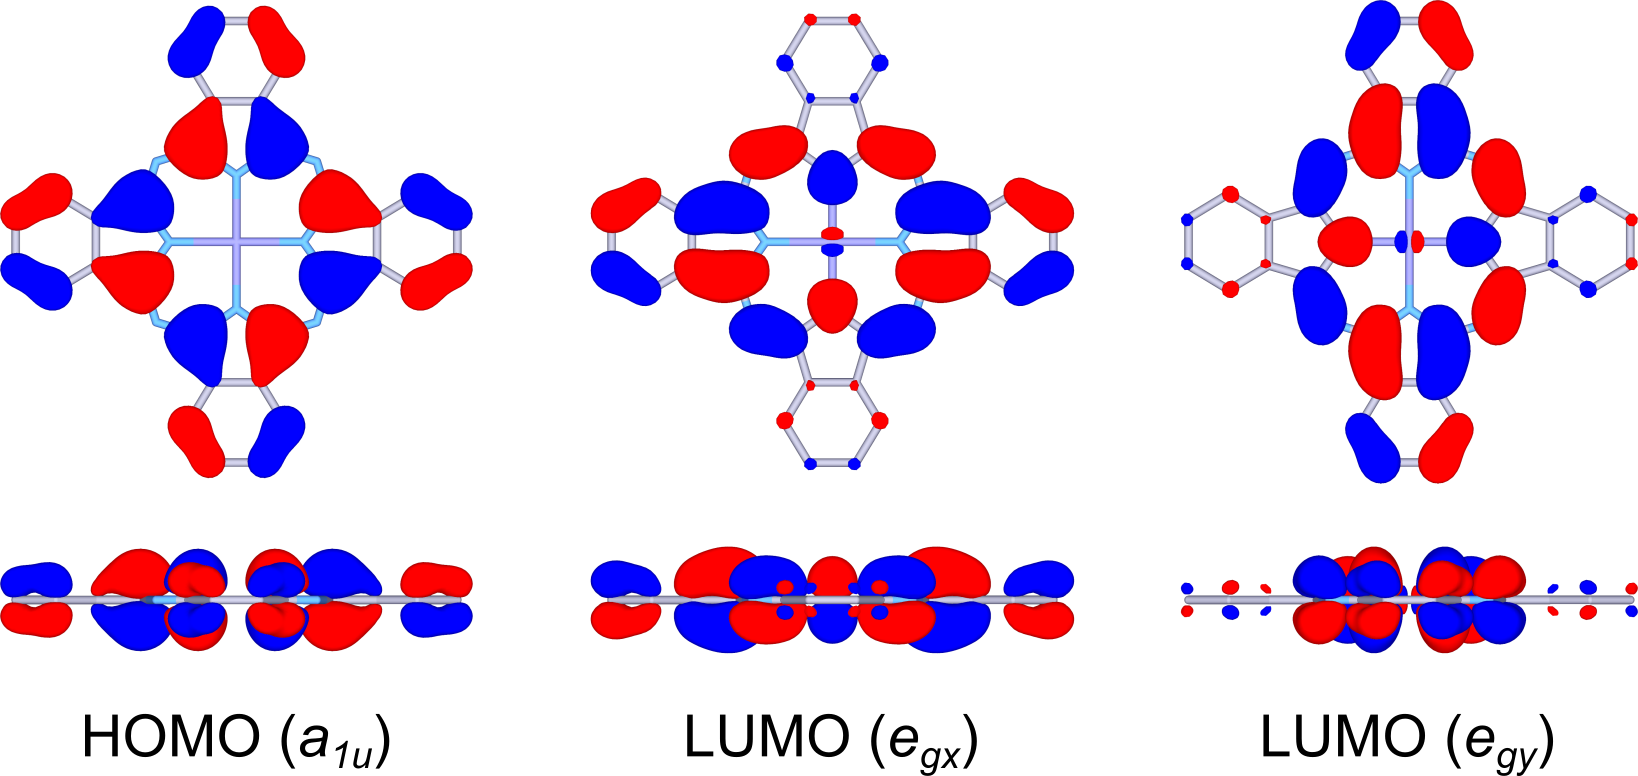 HOMO (a1u)
LUMO (egx)
LUMO (egy)